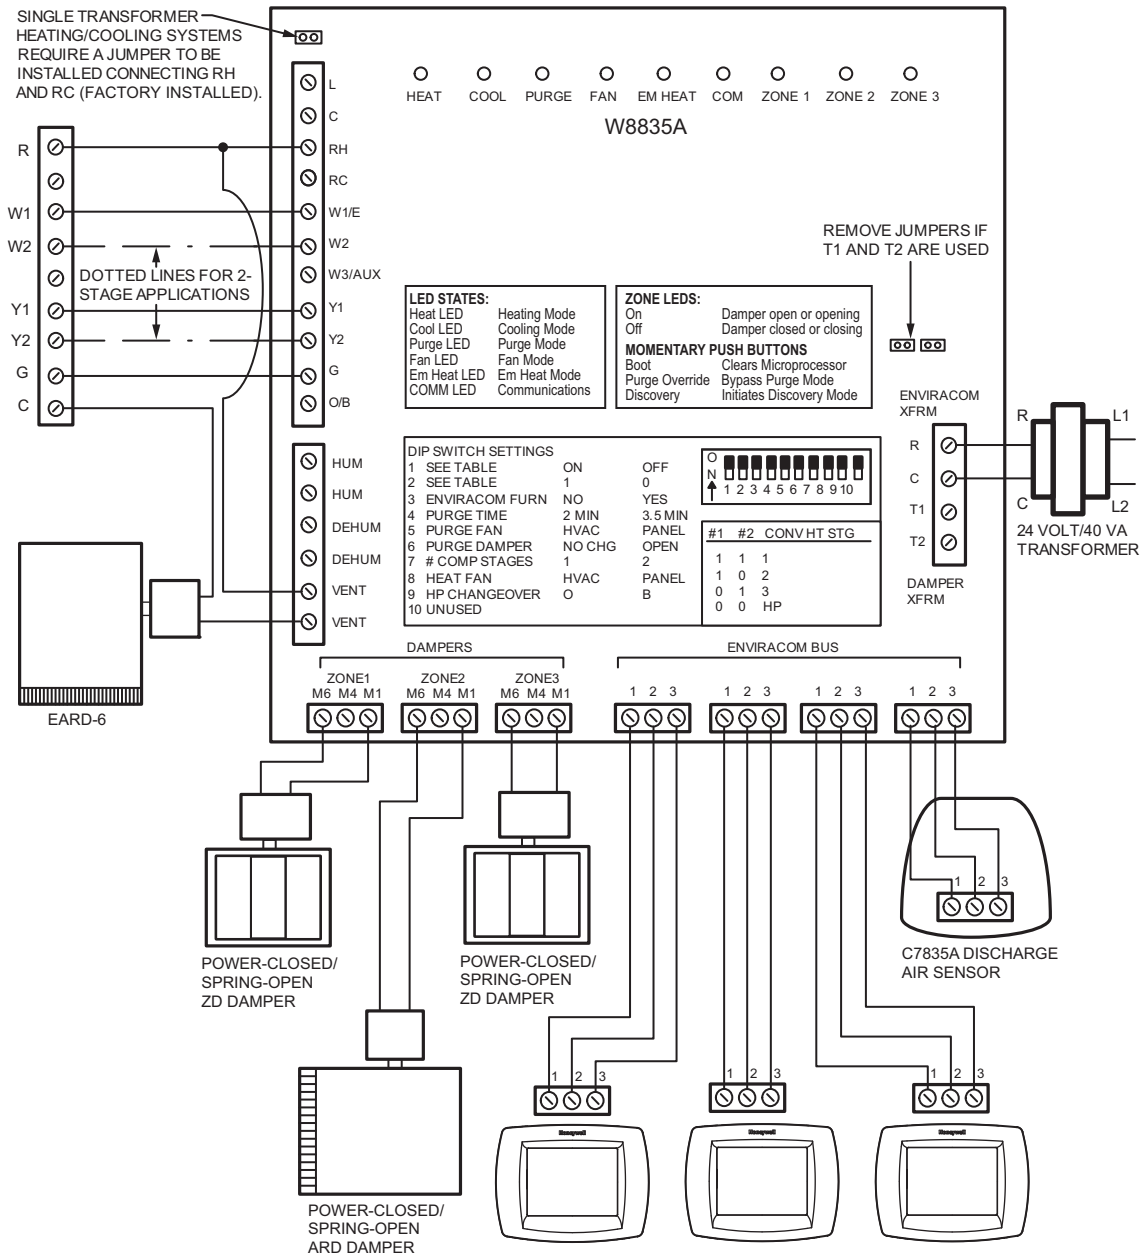 SINGLE TRANSFORMER
HEATING/COOLING SYSTEMS
REQUIRE A JUMPER TO BE
INSTALLED CONNECTING RH
AND RC (FACTORY INSTALLED).
HEAT COOL PURGE FAN EM HEAT COM ZONE 1 ZONE 2 ZONE 3
W8835A
L
C
RH
RC
W1/E
W2
W3/AUX
Y1
Y2
G
O/B
R
W1
W2
Y1
Y2
G
C
DOTTED LINES FOR 2-
STAGE APPLICATIONS
REMOVE JUMPERS IF
T1 AND T2 ARE USED
LED STATES:
Heat LED Heating Mode
Cool LED Cooling Mode
Purge LED Purge Mode
Fan LED Fan Mode
Em Heat LED Em Heat Mode
COMM LED Communications
ZONE LEDS:
On Damper open or opening
Off Damper closed or closing
MOMENTARY PUSH BUTTONS
Boot Clears Microprocessor
Purge Override Bypass Purge Mode
Discovery Initiates Discovery Mode
ENVIRACOM
XFRM
R
C
T1
T2
DAMPER
XFRM
R L1
C L2
24 VOLT/40 VA
TRANSFORMER
HUM
HUM
DEHUM
DEHUM
VENT
VENT
DIP SWITCH SETTINGS
1 SEE TABLE ON OFF
2 SEE TABLE 1 0
3 ENVIRACOM FURN NO YES
4 PURGE TIME 2 MIN 3.5 MIN
5 PURGE FAN HVAC PANEL
6 PURGE DAMPER NO CHG OPEN
7 # COMP STAGES 1 2
8 HEAT FAN HVAC PANEL
9 HP CHANGEOVER O B
10 UNUSED
O
N
1 2 3 4 5 6 7 8 9 10
#1 #2 CONV HT STG
1 1 1
1 0 2
0 1 3
0 0 HP
EARD-6
DAMPERS
ZONE1 ZONE2 ZONE3
M6 M4 M1 M6 M4 M1 M6 M4 M1
ENVIRACOM BUS
1 2 3 1 2 3 1 2 3 1 2 3
1 2 3
C7835A DISCHARGE
AIR SENSOR
POWER-CLOSED/
SPRING-OPEN
ZD DAMPER
POWER-CLOSED/
SPRING-OPEN
ZD DAMPER
POWER-CLOSED/
SPRING-OPEN
ARD DAMPER
1 2 3 1 2 3 1 2 3
Honeywell Honeywell Honeywell